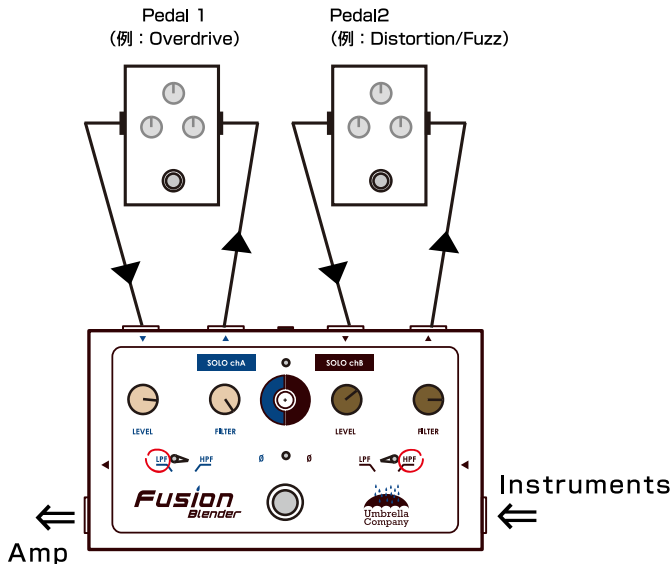 Pedal 1
(例：Overdrive)
Pedal2
(例：Distortion/Fuzz)
SOLO chA
SOLO chB
LEVEL
FILTER
LEVEL
FILTER
LPF
HPF
Ø
Ø
LPF
HPF
Fusion
Blender
Umbrella
Company
Instruments
Amp